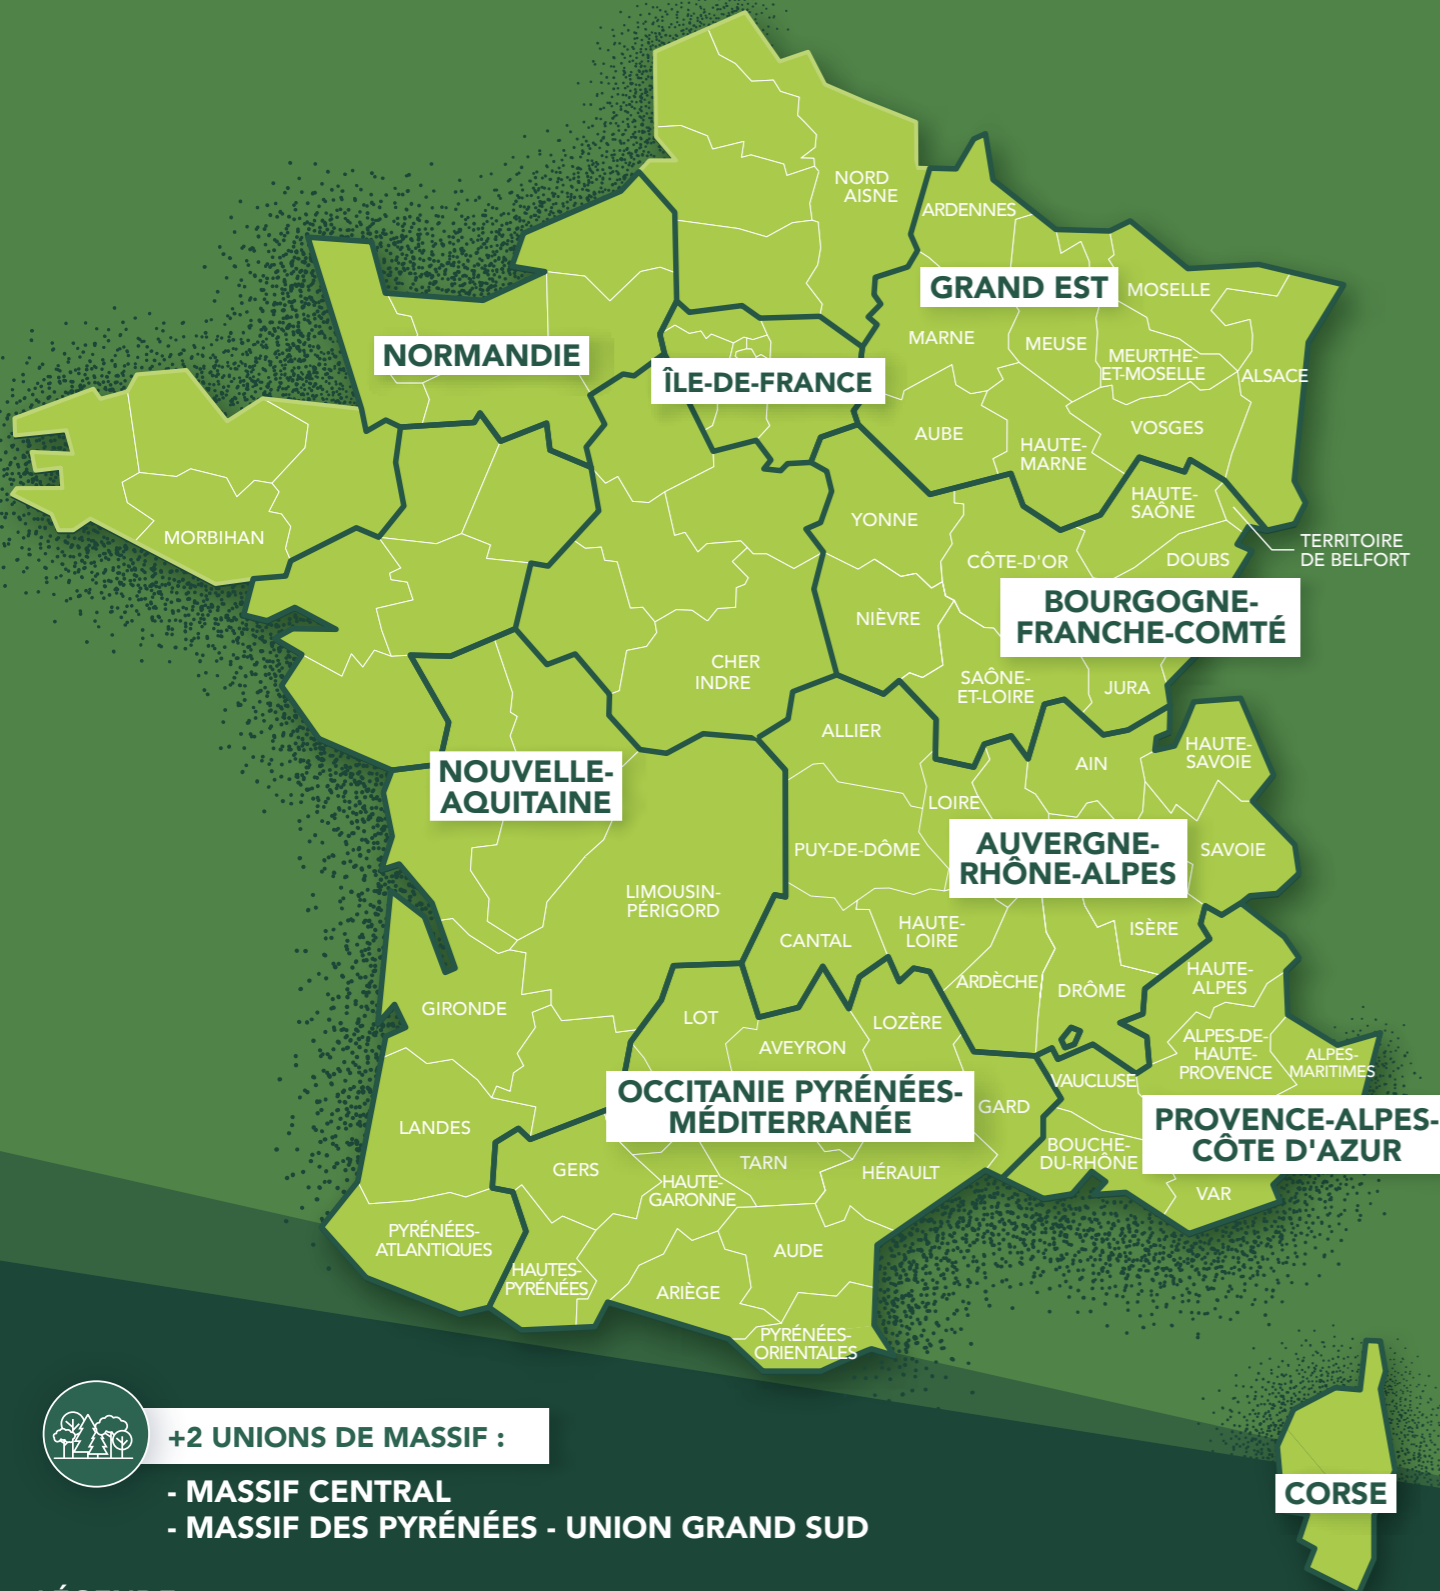 NORD
AISNE
ARDENNES
GRAND EST
MOSELLE
MARNE
MEUSE
MEURTHE-
ET-MOSELLE
ALSACE
NORMANDIE
ÎLE-DE-FRANCE
AUBE
HAUTE-
MARNE
VOSGES
HAUTE-
SAÔNE
MORBIHAN
YONNE
CÔTE-D'OR
DOUBS
TERRITOIRE
DE BELFORT
BOURGOGNE-
FRANCHE-COMTÉ
NIÈVRE
CHER
INDRE
SAÔNE-
ET-LOIRE
JURA
ALLIER
AIN
HAUTE-
SAVOIE
NOUVELLE-
AQUITAINE
LOIRE
PUY-DE-DÔME
AUVERGNE-
RHÔNE-ALPES
SAVOIE
LIMOUSIN-
PÉRIGORD
CANTAL
HAUTE-
LOIRE
ISÈRE
ARDÈCHE
DRÔME
HAUTE-
ALPES
GIRONDE
LOT
LOZÈRE
AVEYRON
ALPES-DE-
HAUTE-
PROVENCE
ALPES-
MARITIMES
VAUCLUSE
OCCITANIE PYRÉNÉES-
MÉDITERRANÉE
GARD
PROVENCE-ALPES-
CÔTE D'AZUR
LANDES
BOUCHE-
DU-RHÔNE
GERS
TARN
HÉRAULT
HAUTE-
GARONNE
VAR
PYRÉNÉES-
ATLANTIQUES
AUDE
HAUTES-
PYRÉNÉES
ARIÈGE
PYRÉNÉES-
ORIENTALES
CORSE
+2 UNIONS DE MASSIF :
- MASSIF CENTRAL
- MASSIF DES PYRÉNÉES - UNION GRAND SUD